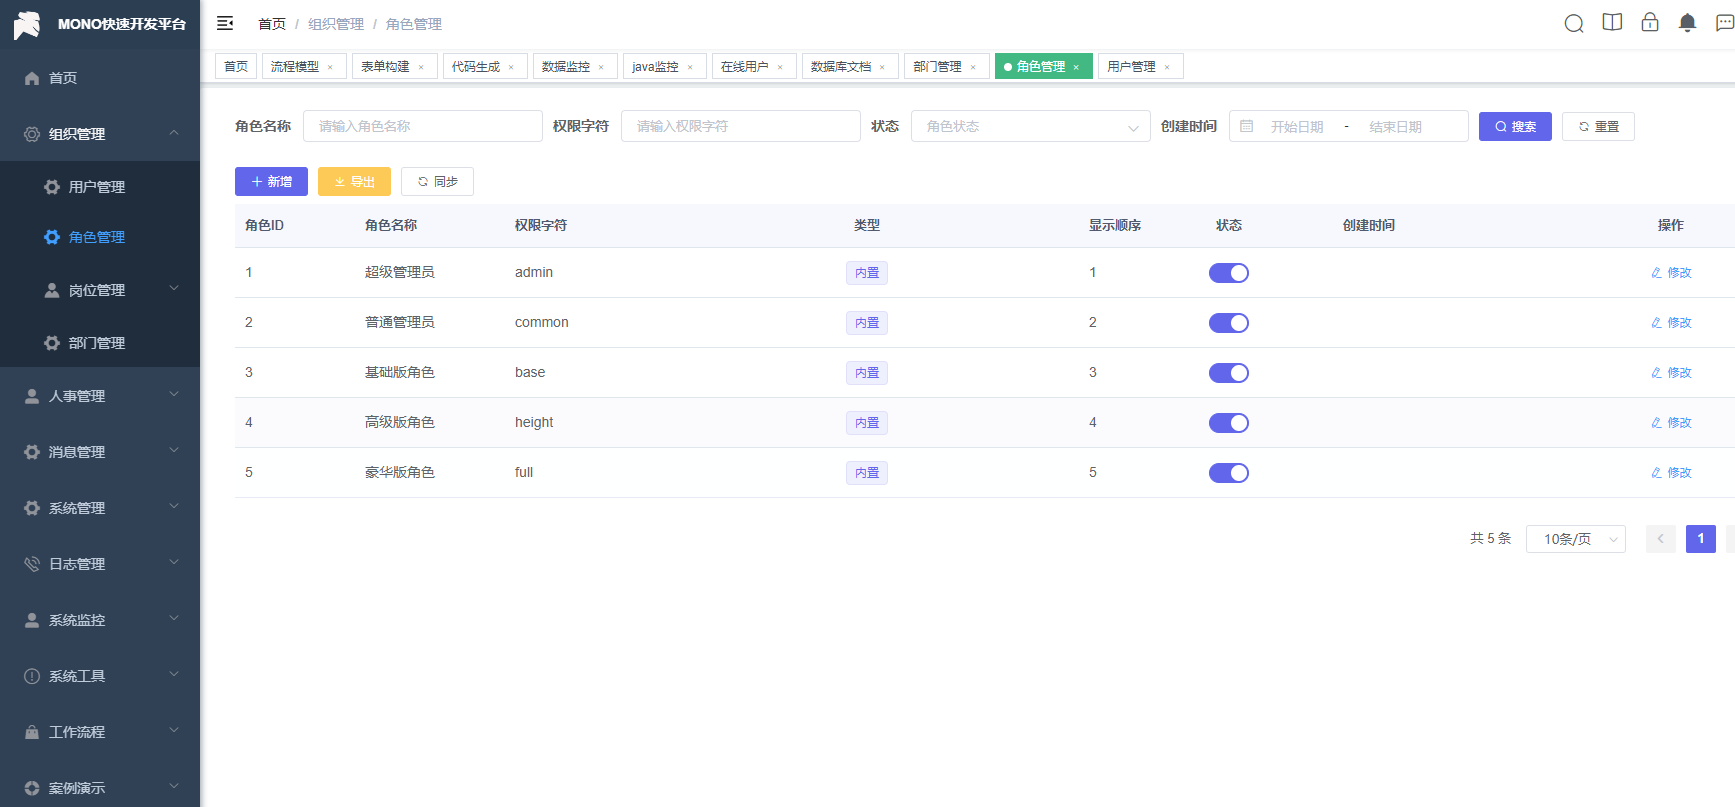 MONO快速开发平台
首页
组织管理
用户管理
角色管理
岗位管理
部门管理
人事管理
消息管理
系统管理
日志管理
系统监控
系统工具
工作流程
案例演示
首页 / 组织管理 / 角色管理
首页 流程模型 × 表单构建 × 代码生成 × 数据监控 × java监控 × 在线用户 × 数据库文档 × 部门管理 × 角色管理 × 用户管理 ×
角色名称 请输入角色名称 权限字符 请输入权限字符 状态 角色状态 创建时间 开始日期 - 结束日期 搜索 重置
新增 导出 同步
角色ID 角色名称 权限字符 类型 显示顺序 状态 创建时间 操作
1 超级管理员 admin 内置 1 修改
2 普通管理员 common 内置 2 修改
3 基础版角色 base 内置 3 修改
4 高级版角色 height 内置 4 修改
5 豪华版角色 full 内置 5 修改
共 5 条 10条/页 1